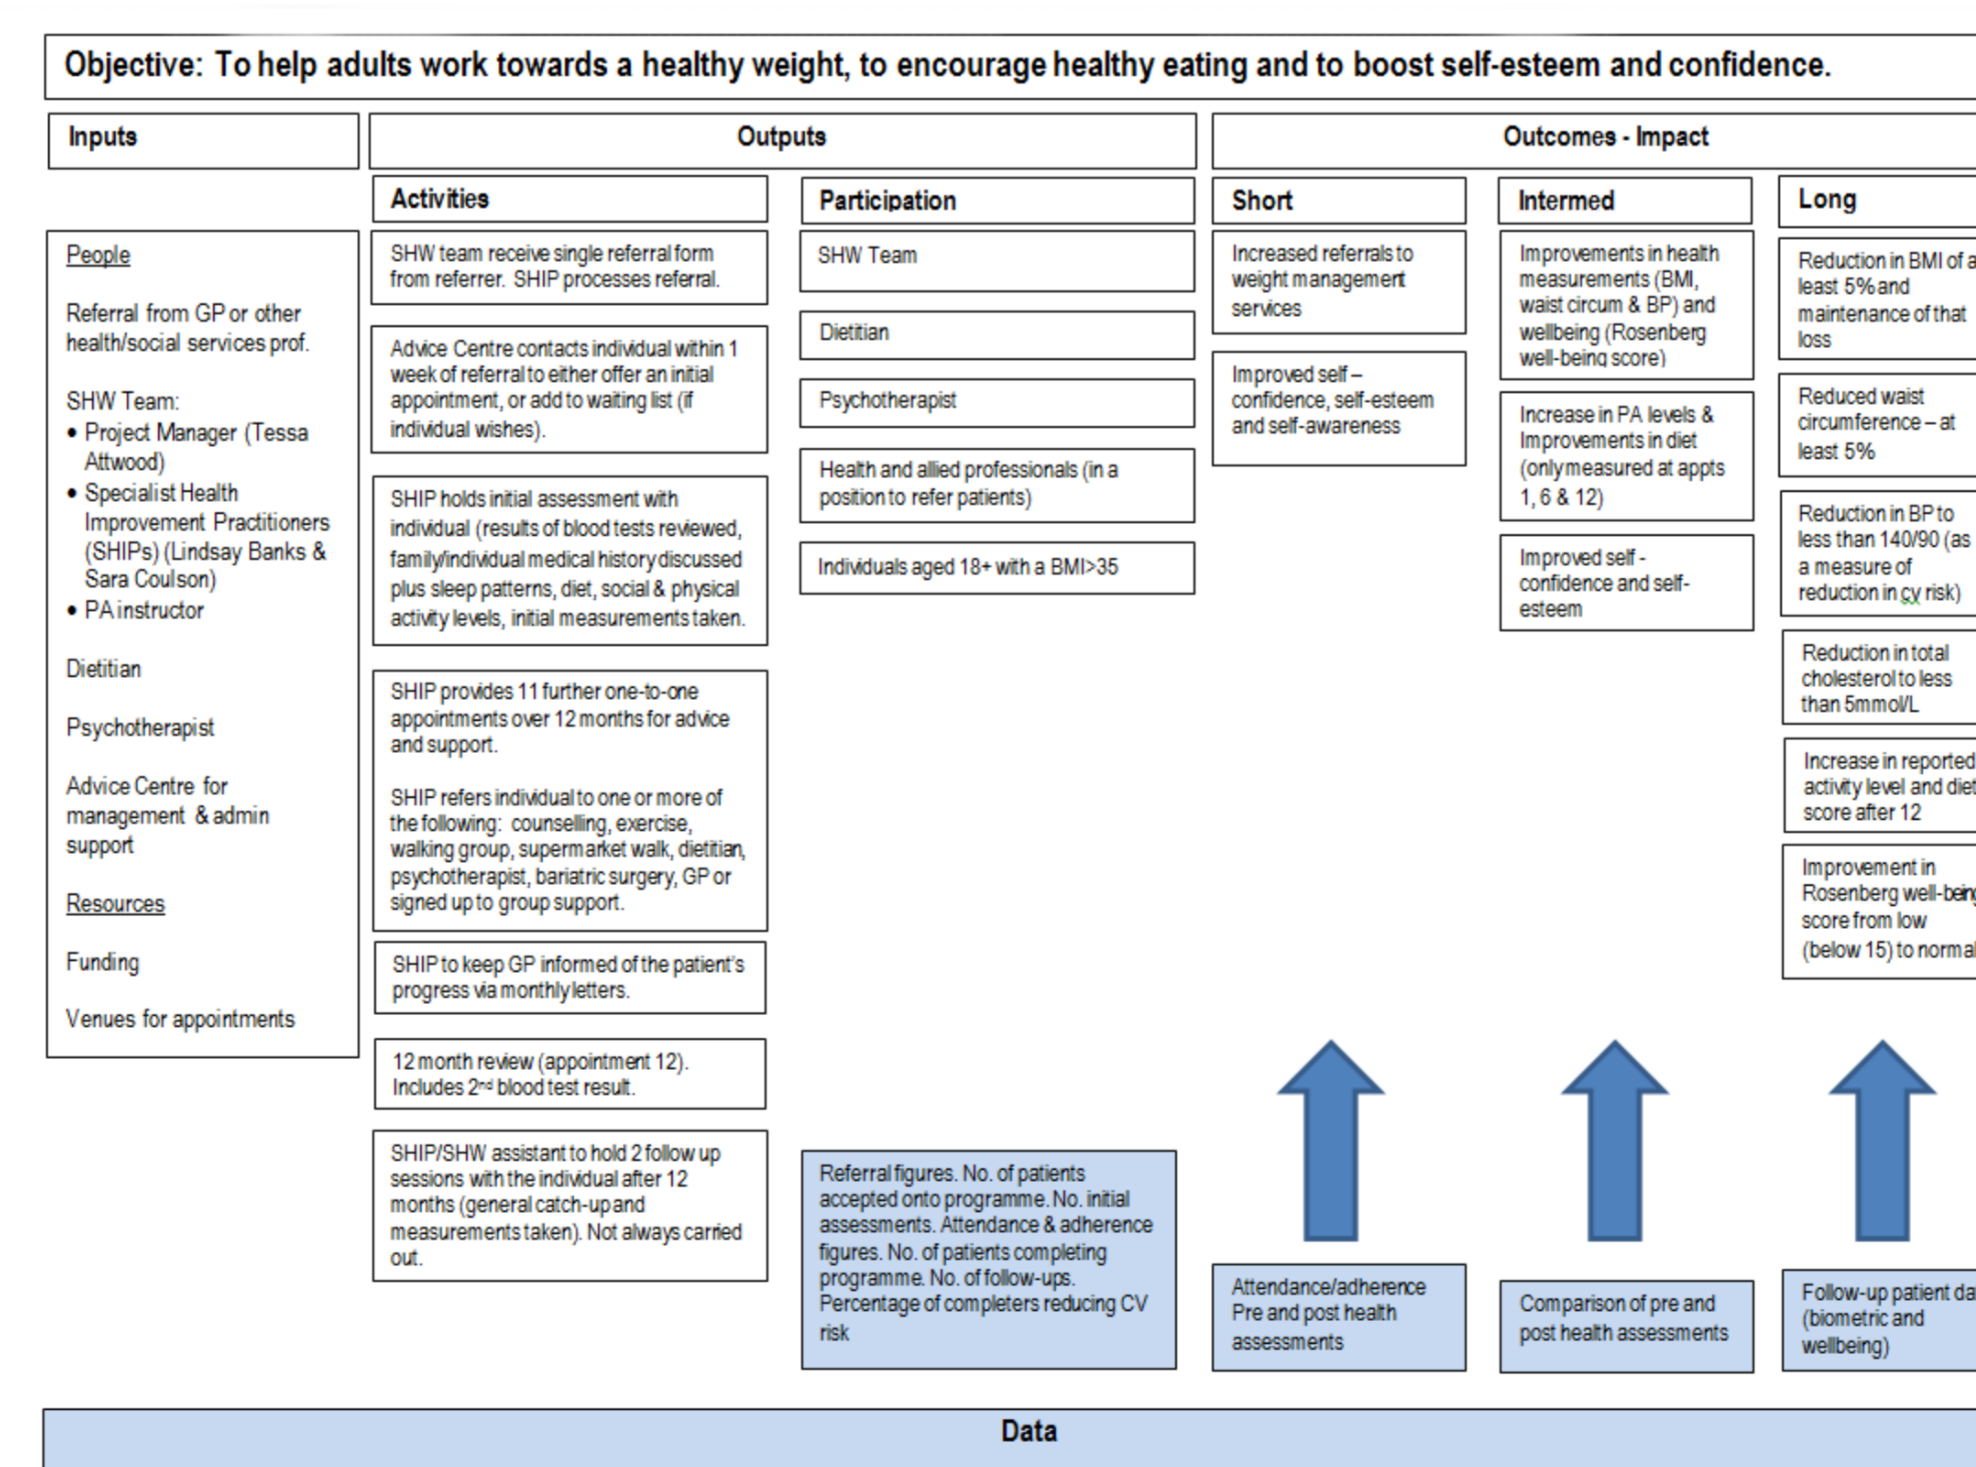 Objective: To help adults work towards a healthy weight, to encourage healthy eating and to boost self-esteem and confidence.
Inputs
Outputs
Outcomes - Impact
Activities
Participation
Short
Intermed
Long
People
Referral from GP or other
health/social services prof.
SHW Team:
• Project Manager (Tessa
Attwood)
• Specialist Health
Improvement Practitioners
(SHIPs) (Lindsay Banks &
Sara Coulson)
• PA instructor
Dietitian
Psychotherapist
Advice Centre for
management & admin
support
Resources
Funding
Venues for appointments
SHW team receive single referral form
from referrer. SHIP processes referral.
Advice Centre contacts individual within 1
week of referral to either offer an initial
appointment, or add to waiting list (if
individual wishes).
SHIP holds initial assessment with
individual (results of blood tests reviewed,
family/individual medical history discussed
plus sleep patterns, diet, social & physical
activity levels, initial measurements taken.
SHIP provides 11 further one-to-one
appointments over 12 months for advice
and support.
SHIP refers individual to one or more of
the following: counselling, exercise,
walking group, supermarket walk, dietitian,
psychotherapist, bariatric surgery, GP or
signed up to group support.
SHIP to keep GP informed of the patient's
progress via monthly letters.
12 month review (appointment 12).
Includes 2nd blood test result.
SHIP/SHW assistant to hold 2 follow up
sessions with the individual after 12
months (general catch-up and
measurements taken). Not always carried
out.
SHW Team
Dietitian
Psychotherapist
Health and allied professionals (in a
position to refer patients)
Individuals aged 18+ with a BMI>35
Referral figures. No. of patients
accepted onto programme. No. initial
assessments. Attendance & adherence
figures. No. of patients completing
programme. No. of follow-ups.
Percentage of completers reducing CV
risk
Increased referrals to
weight management
services
Improved self –
confidence, self-esteem
and self-awareness
Attendance/adherence
Pre and post health
assessments
Improvements in health
measurements (BMI,
waist circum & BP) and
wellbeing (Rosenberg
well-being score)
Increase in PA levels &
Improvements in diet
(only measured at appts
1, 6 & 12)
Improved self -
confidence and self-
esteem
Comparison of pre and
post health assessments
Reduction in BMI of a
least 5% and
maintenance of that
loss
Reduced waist
circumference – at
least 5%
Reduction in BP to
less than 140/90 (as
a measure of
reduction in cv risk)
Reduction in total
cholesterol to less
than 5mmol/L
Increase in reported
activity level and diet
score after 12
Improvement in
Rosenberg well-being
score from low
(below 15) to normal
Follow-up patient da
(biometric and
wellbeing)
Data